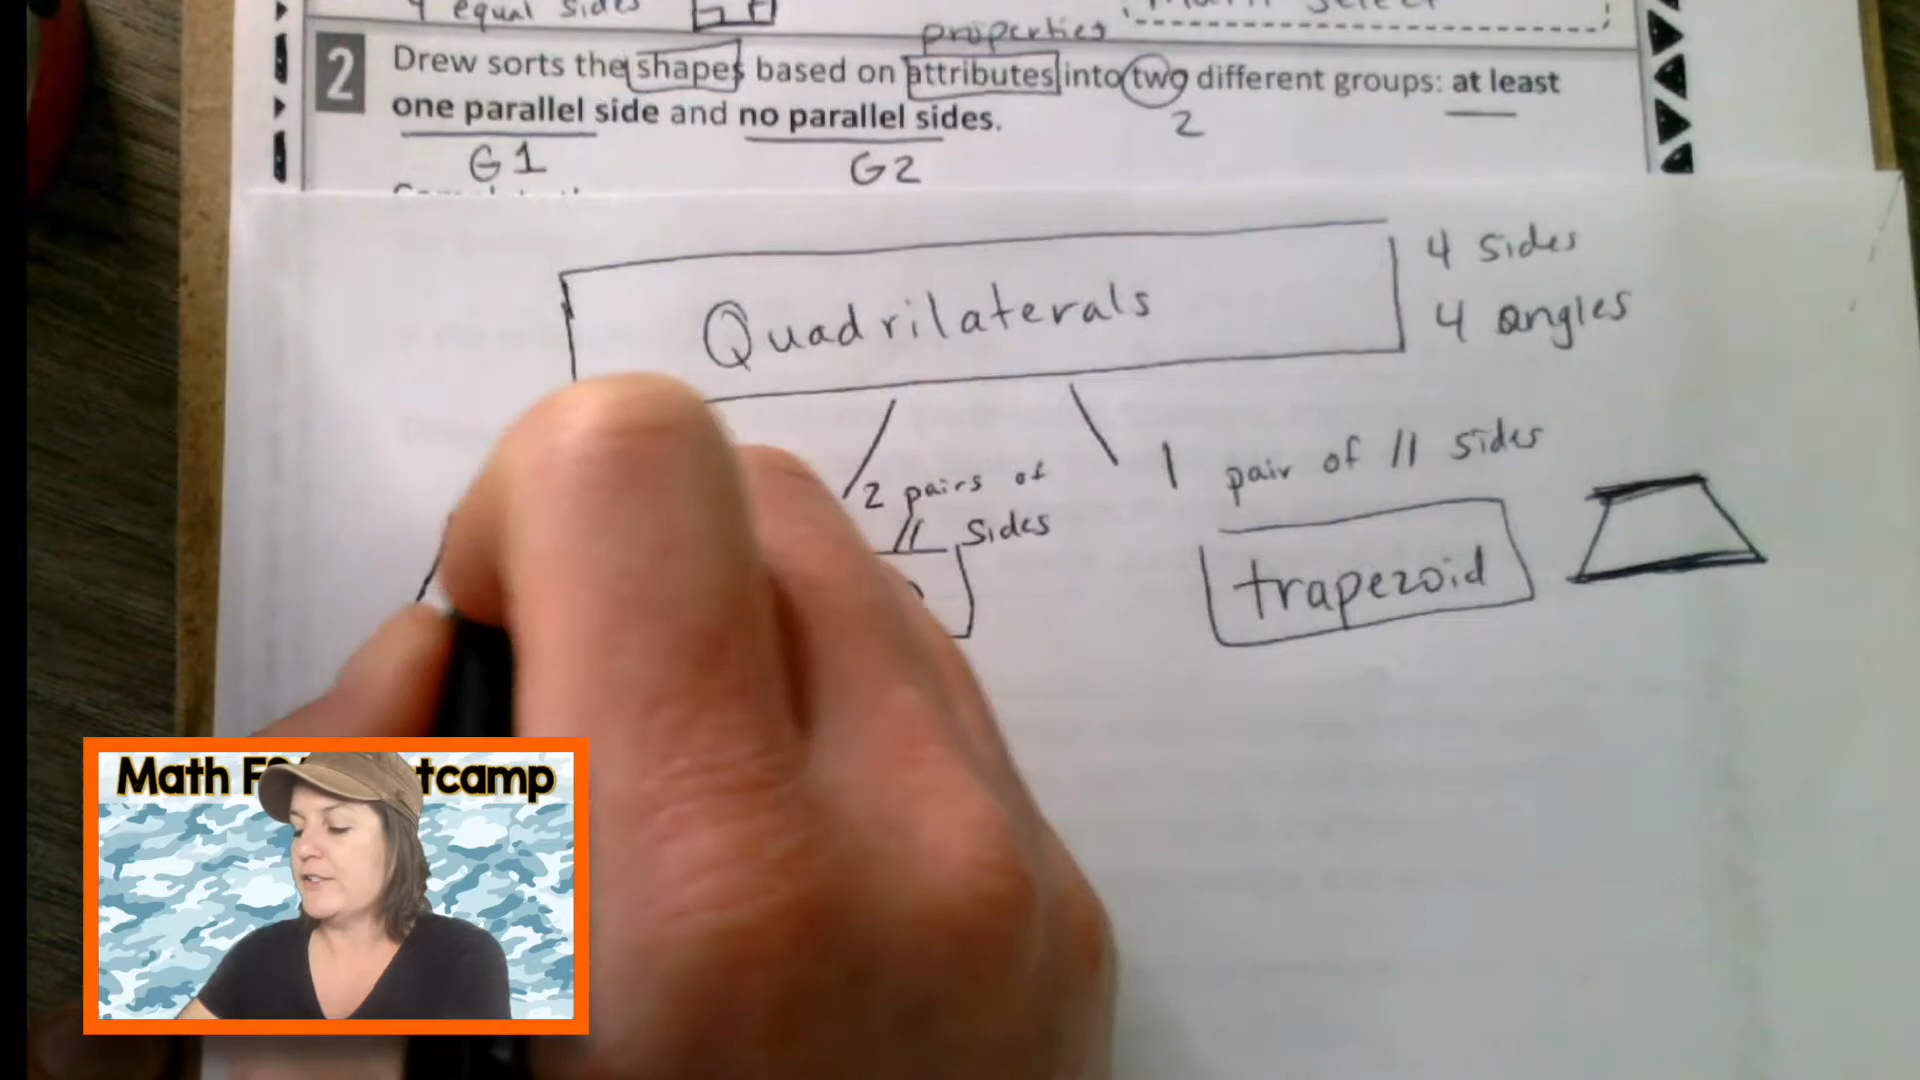 4 equal sides
properties
2 Drew sorts the shapes based on attributes into two different groups: at least
one parallel side and no parallel sides.
2
G1 G2
Quadrilaterals
4 sides
4 angles
2 pairs of
// sides
1 pair of // sides
trapezoid
Math
tcamp